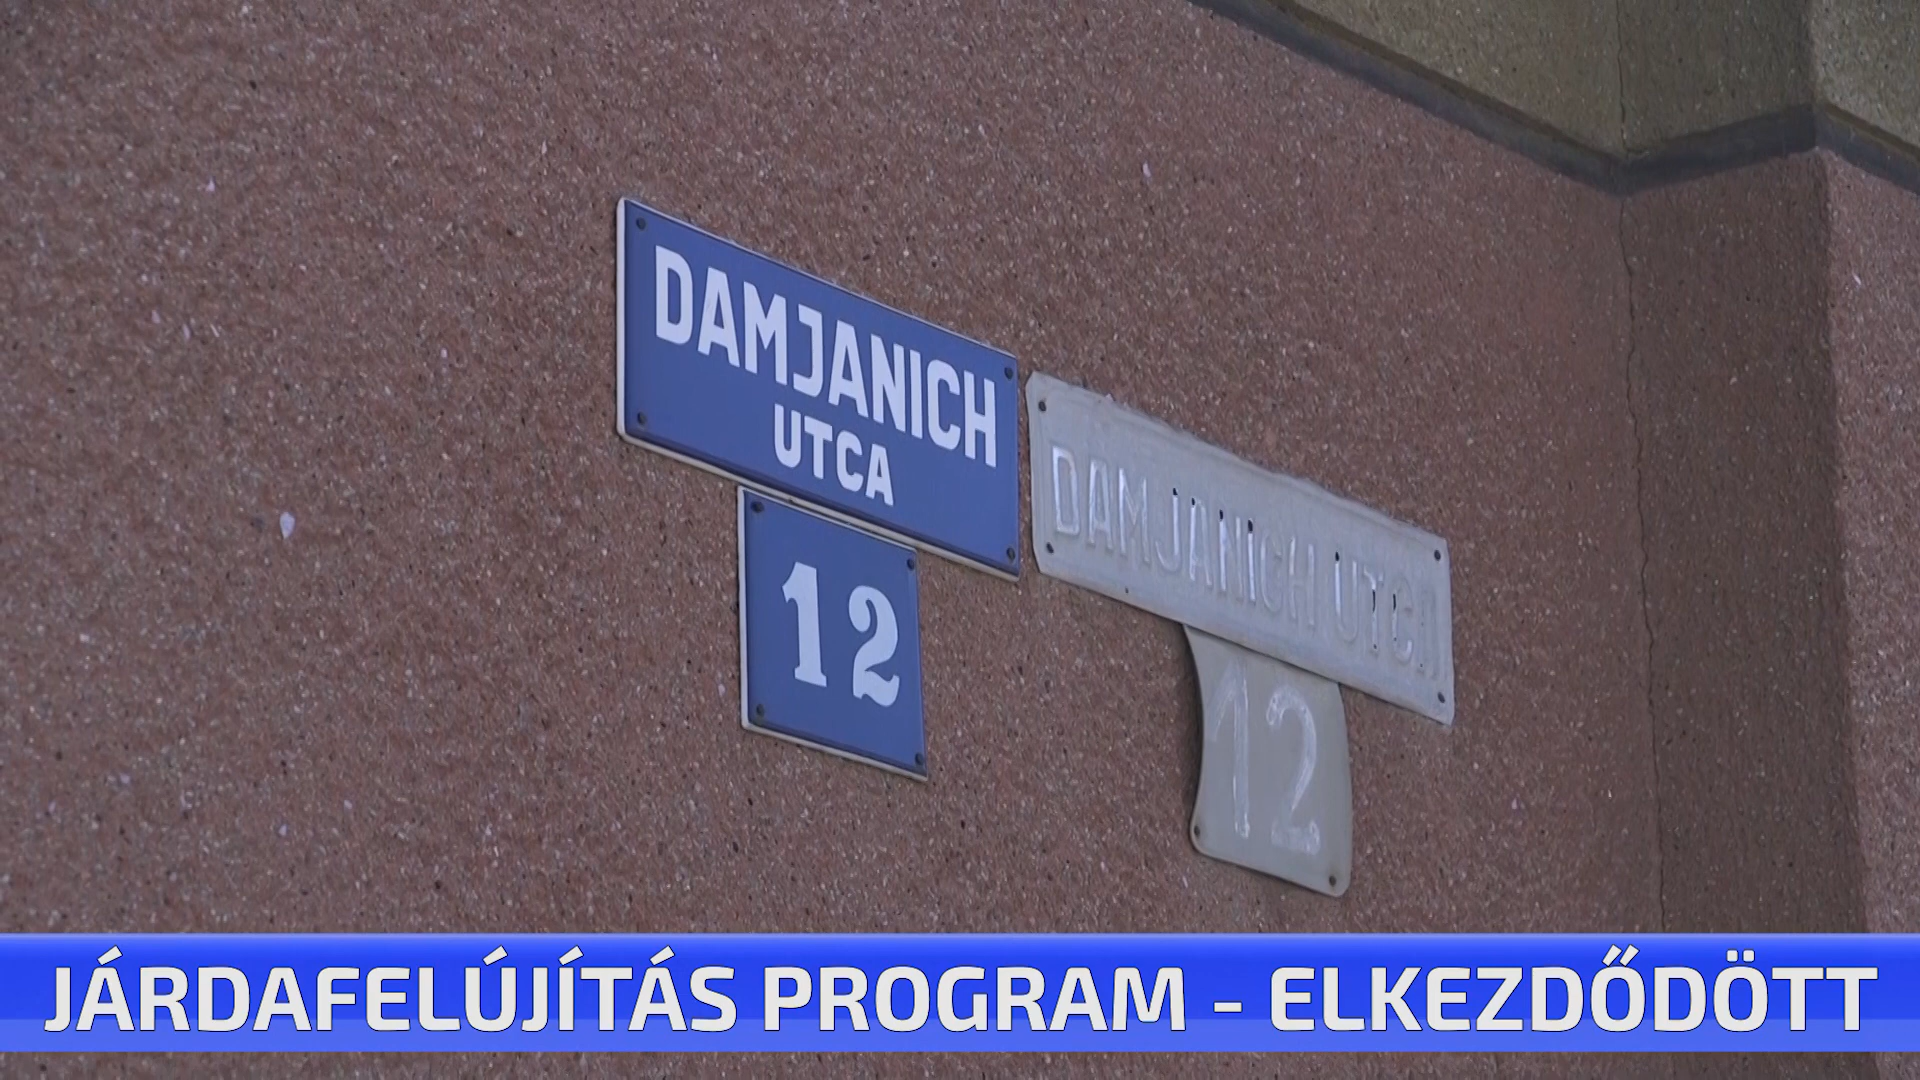 DAMJANICH
UTCA
12
DAMJANICH UTCA
12
JÁRDAFELÚJÍTÁS PROGRAM - ELKEZDŐDÖTT